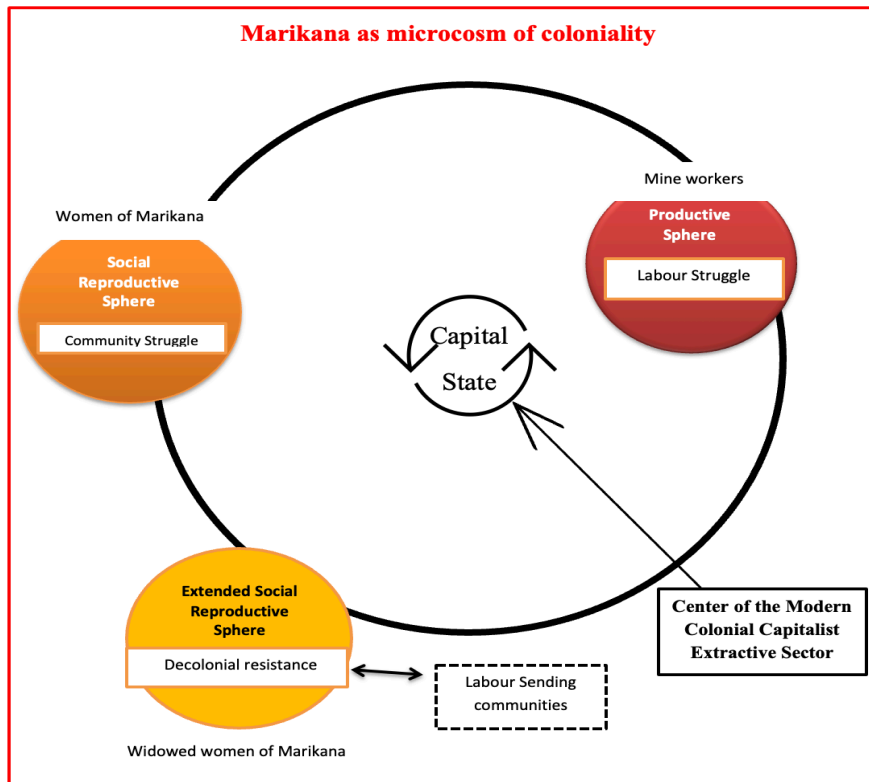 Marikana as microcosm of coloniality
Mine workers
Productive
Sphere
Labour Struggle
Women of Marikana
Social
Reproductive
Sphere
Community Struggle
Capital
State
Extended Social
Reproductive
Sphere
Decolonial resistance
Widowed women of Marikana
Labour Sending
communities
Center of the Modern
Colonial Capitalist
Extractive Sector